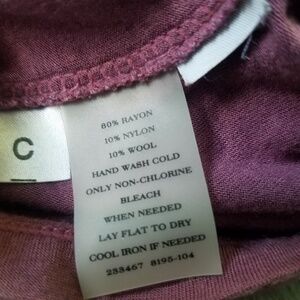 C
80% RAYON
10% NYLON
10% WOOL
HAND WASH COLD
ONLY NON-CHLORINE
BLEACH
WHEN NEEDED
LAY FLAT TO DRY
COOL IRON IF NEEDED
233467 8195-104